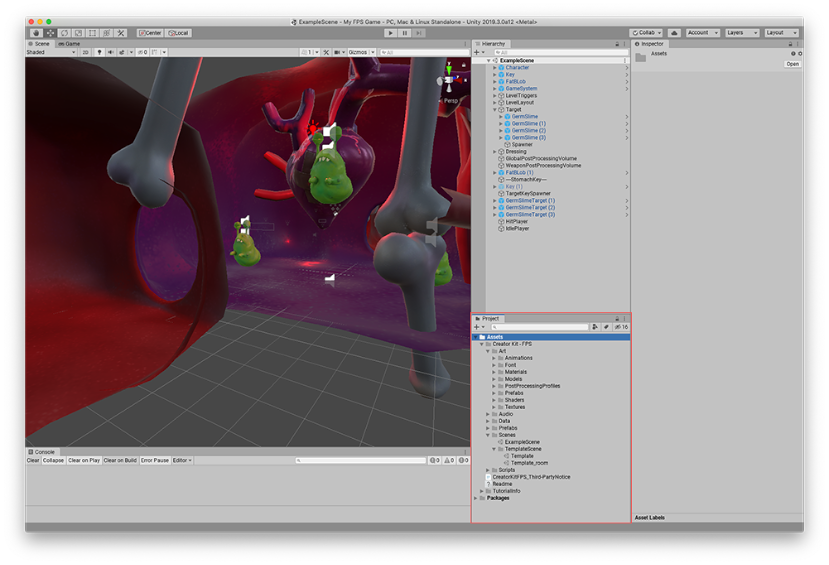 ExampleScene - My FPS Game - PC, Mac & Linux Standalone - Unity 2019.3.0a12 <Metal>
Center Local Collab Account Layers Layout
Scene Game
Shaded 2D 0 1 Gizmos All
Persp
Hierarchy
All
ExampleScene
Character
Key
FatBLob
GameSystem
LevelTriggers
LevelLayout
Target
GermSlime
GermSlime (1)
GermSlime (2)
GermSlime (3)
Spawner
Dressing
GlobalPostProcessingVolume
WeaponPostProcessingVolume
FatBLob (1)
---StomachKey---
Key (1)
TargetKeySpawner
GermSlimeTarget (1)
GermSlimeTarget (2)
GermSlimeTarget (3)
HitPlayer
IdlePlayer
Project
16
Assets
Creator Kit - FPS
Art
Animations
Font
Materials
Models
PostProcessingProfiles
Prefabs
Shaders
Textures
Audio
Data
Prefabs
Scenes
ExampleScene
TemplateScene
Template
Template_room
Scripts
CreatorKitFPS_Third-PartyNotice
Readme
TutorialInfo
Packages
Inspector
Assets
Open
Asset Labels
Console
Clear Collapse Clear on Play Clear on Build Error Pause Editor 0 0 0